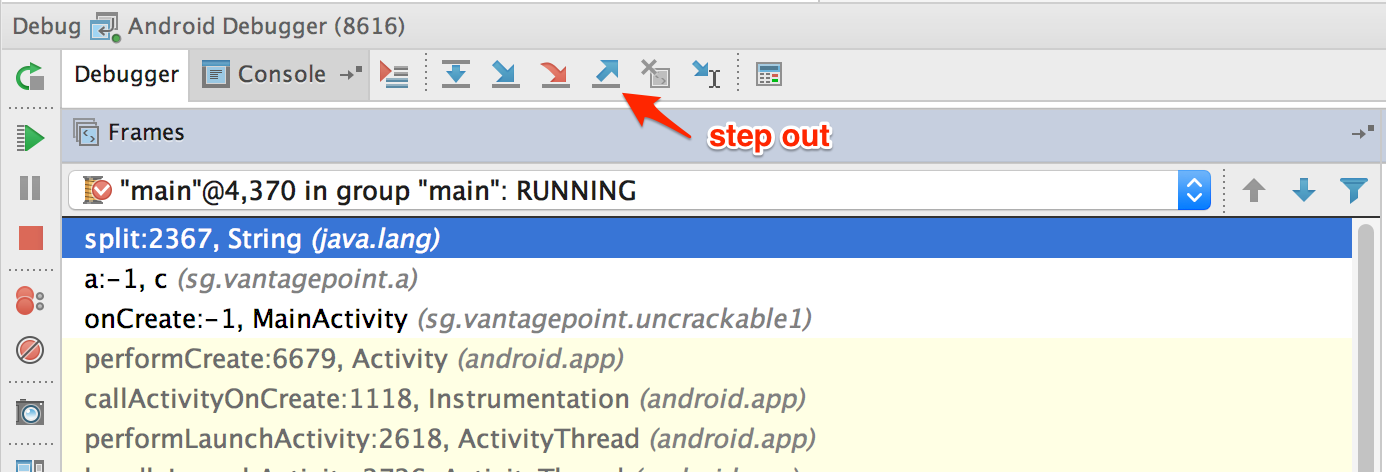 Debug Android Debugger (8616)
Debugger Console
step out
Frames
"main"@4,370 in group "main": RUNNING
split:2367, String (java.lang)
a:-1, c (sg.vantagepoint.a)
onCreate:-1, MainActivity (sg.vantagepoint.uncrackable1)
performCreate:6679, Activity (android.app)
callActivityOnCreate:1118, Instrumentation (android.app)
performLaunchActivity:2618, ActivityThread (android.app)